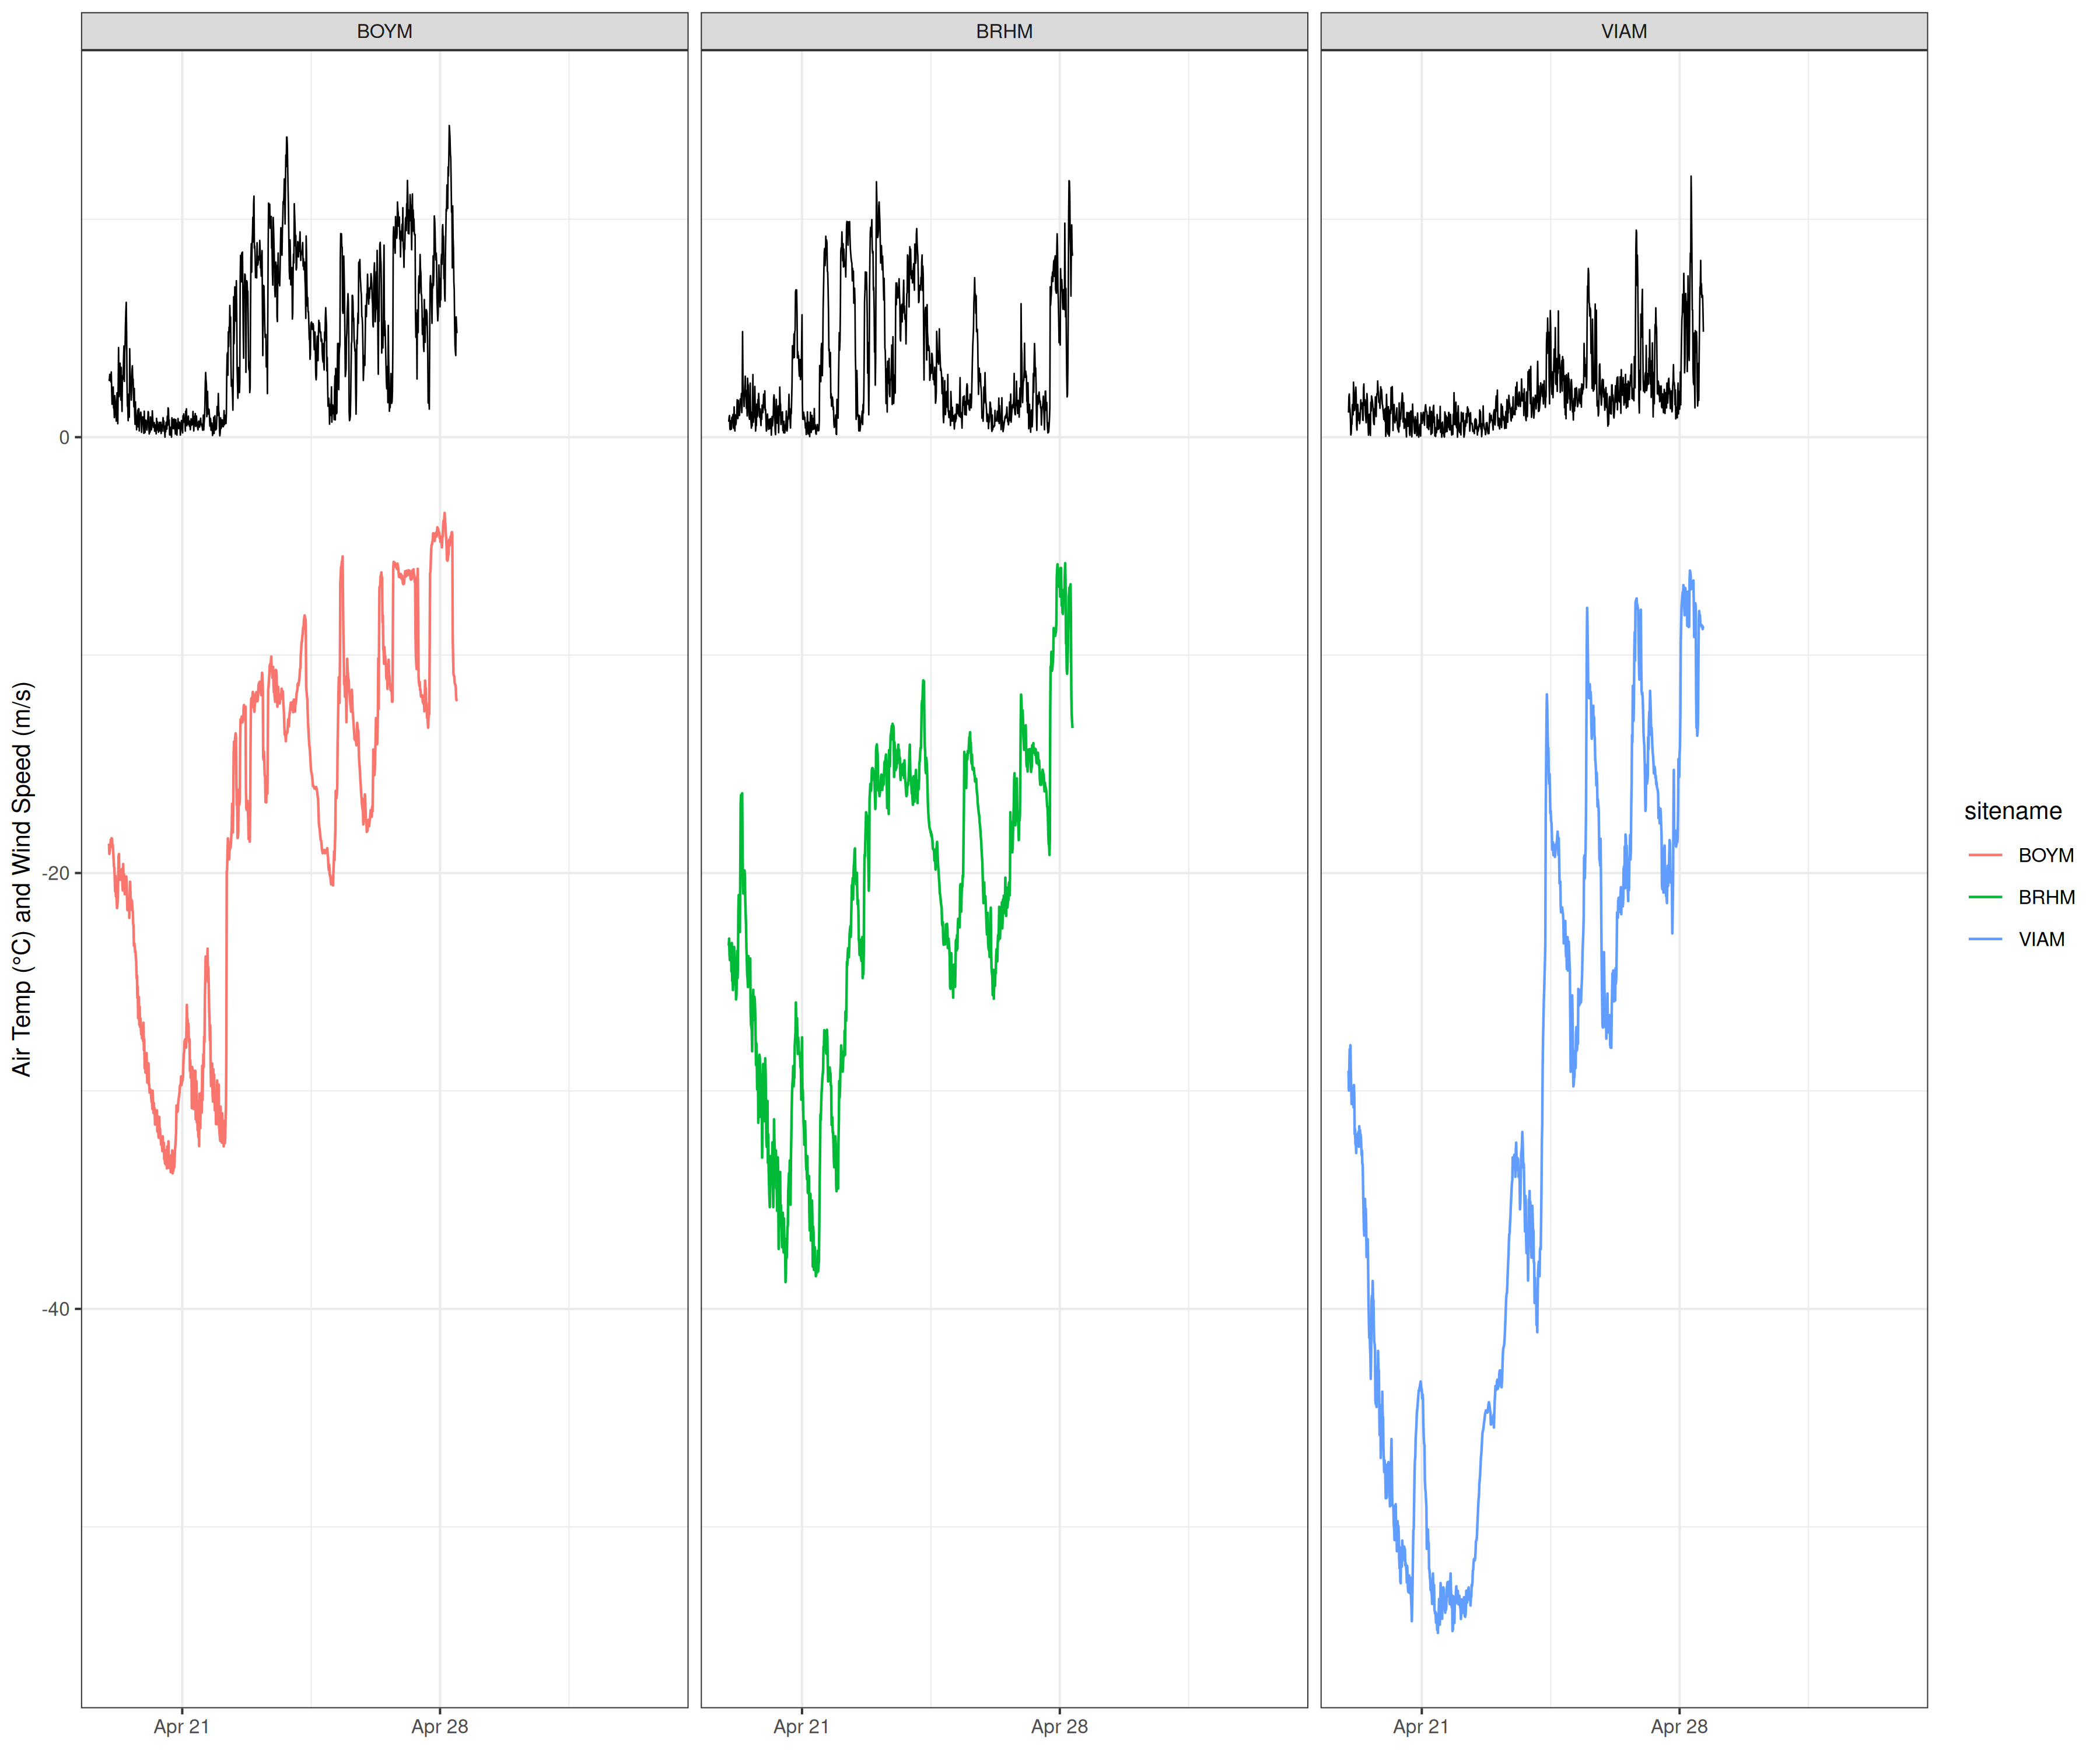 BOYM
BRHM
VIAM
Air Temp (°C) and Wind Speed (m/s)
0
-20
-40
Apr 21
Apr 28
Apr 21
Apr 28
Apr 21
Apr 28
sitename
BOYM
BRHM
VIAM